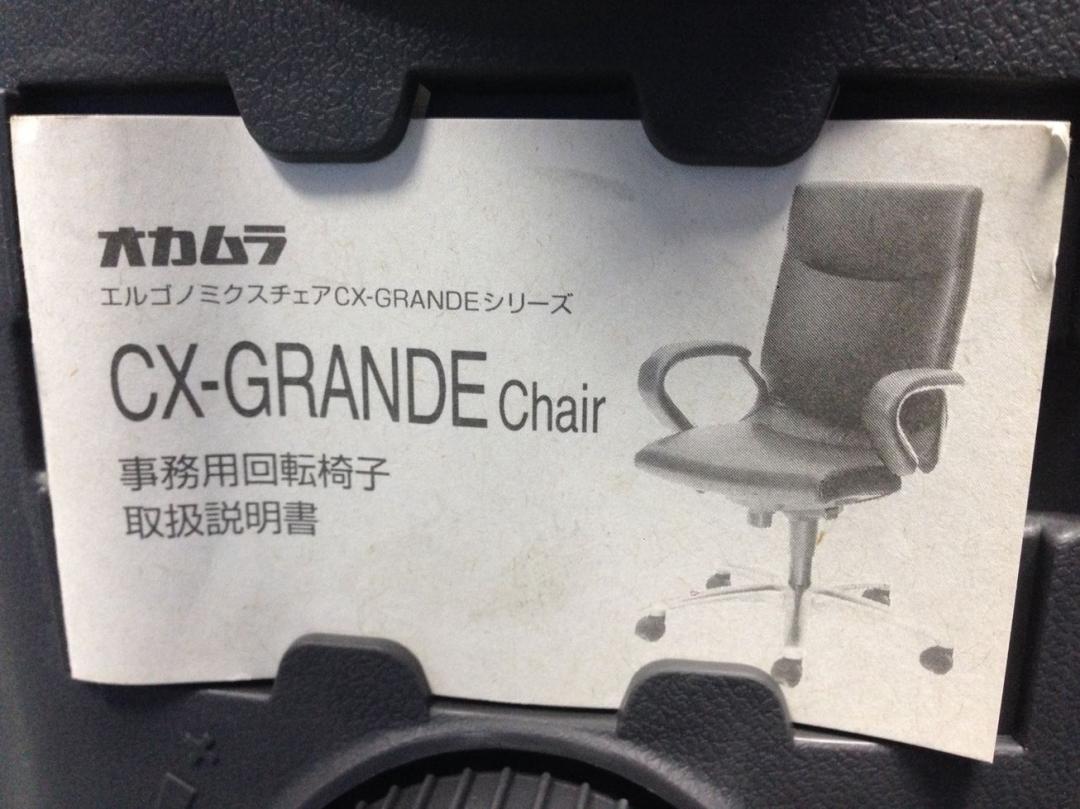 オカムラ
エルゴノミクスチェアCX-GRANDEシリーズ
CX-GRANDE Chair
事務用回転椅子
取扱説明書